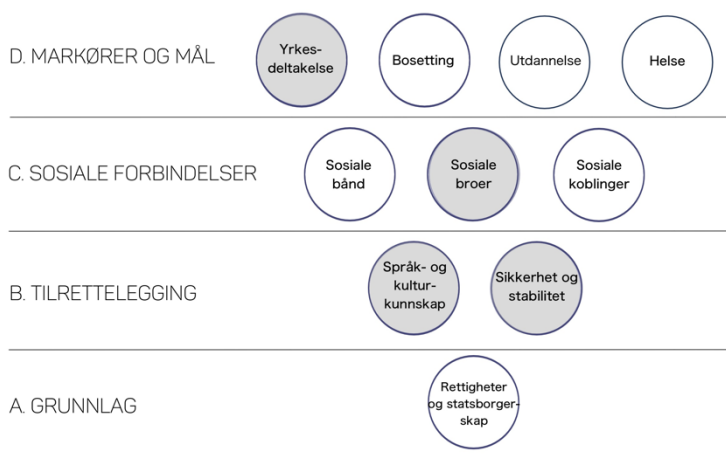 D. MARKØRER OG MÅL
Yrkes-
deltakelse
Bosetting
Utdannelse
Helse
C. SOSIALE FORBINDELSER
Sosiale
bånd
Sosiale
broer
Sosiale
koblinger
B. TILRETTELEGGING
Språk- og
kultur-
kunnskap
Sikkerhet og
stabilitet
A. GRUNNLAG
Rettigheter
og statsborger-
skap